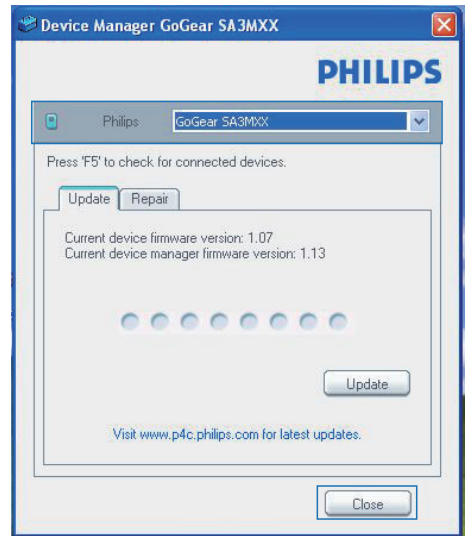 Device Manager GoGear SA3MXX
PHILIPS
Philips GoGear SA3MXX
Press 'F5' to check for connected devices.
Update Repair
Current device firmware version: 1.07
Current device manager firmware version: 1.13
Update
Visit www.p4c.philips.com for latest updates.
Close